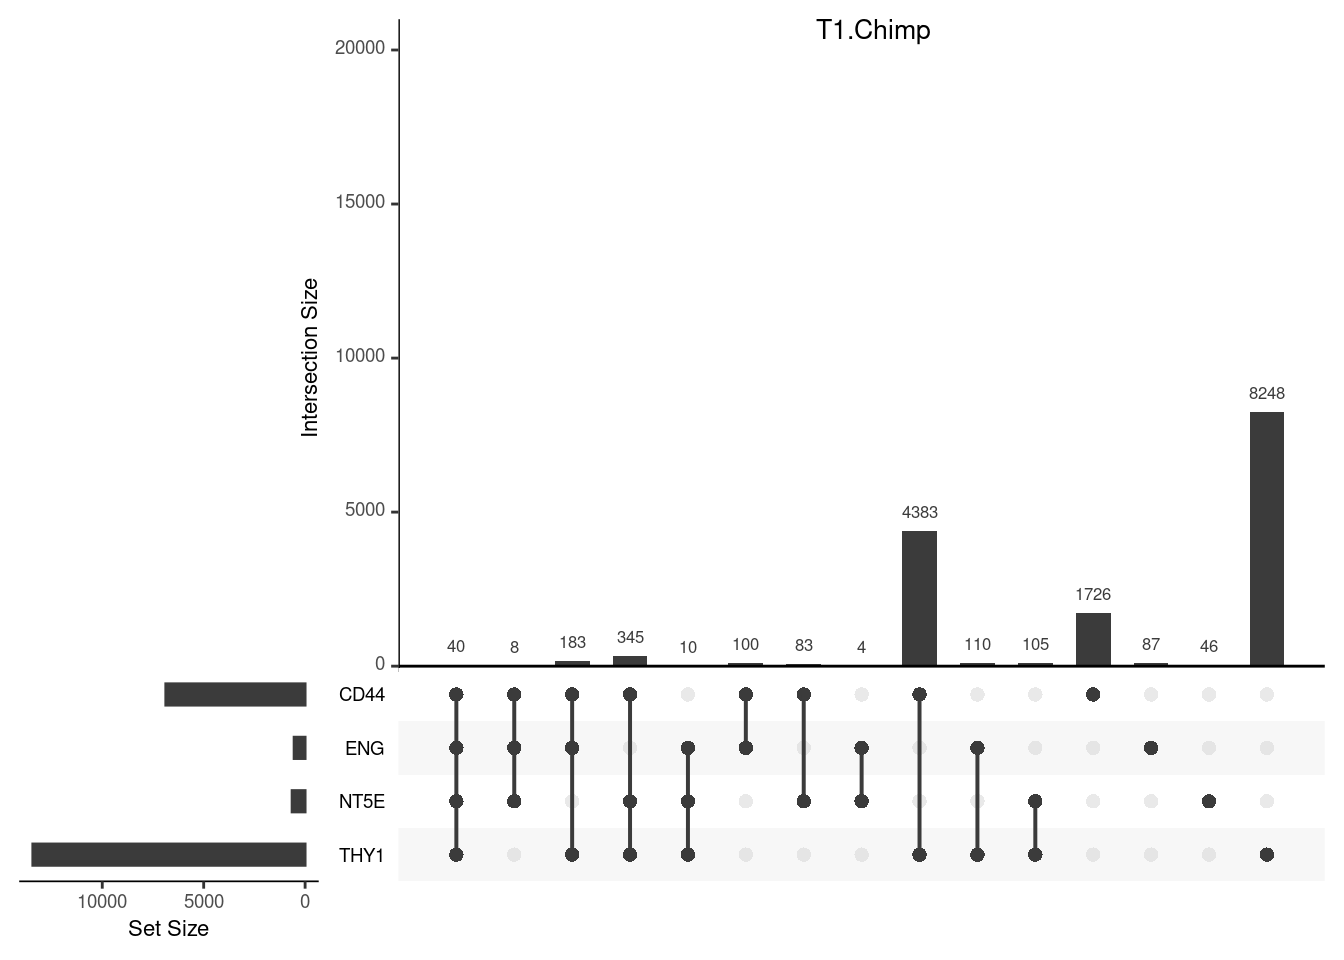 T1.Chimp
20000
15000
10000
5000
0
Intersection Size
8248
4383
1726
40 8 183 345 10 100 83 4 110 105 87 46
CD44
ENG
NT5E
THY1
10000 5000 0
Set Size